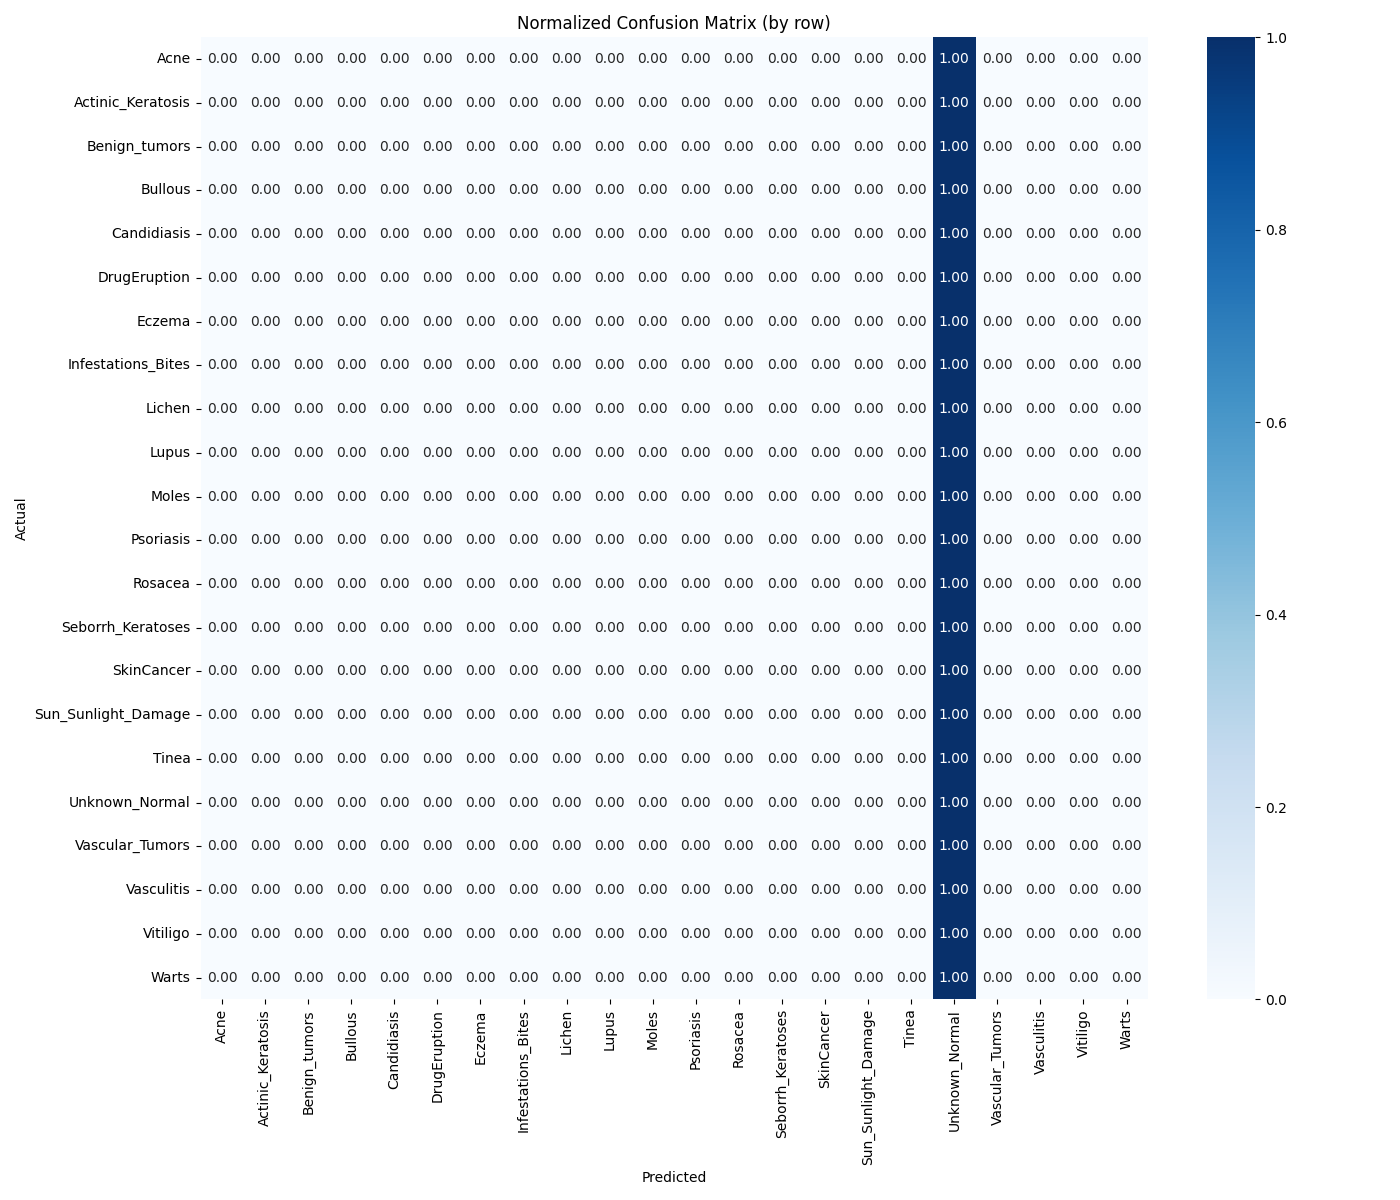 Normalized Confusion Matrix (by row)
Acne 0.00 0.00 0.00 0.00 0.00 0.00 0.00 0.00 0.00 0.00 0.00 0.00 0.00 0.00 0.00 0.00 0.00 1.00 0.00 0.00 0.00 0.00
Actinic_Keratosis 0.00 0.00 0.00 0.00 0.00 0.00 0.00 0.00 0.00 0.00 0.00 0.00 0.00 0.00 0.00 0.00 0.00 1.00 0.00 0.00 0.00 0.00
Benign_tumors 0.00 0.00 0.00 0.00 0.00 0.00 0.00 0.00 0.00 0.00 0.00 0.00 0.00 0.00 0.00 0.00 0.00 1.00 0.00 0.00 0.00 0.00
Bullous 0.00 0.00 0.00 0.00 0.00 0.00 0.00 0.00 0.00 0.00 0.00 0.00 0.00 0.00 0.00 0.00 0.00 1.00 0.00 0.00 0.00 0.00
Candidiasis 0.00 0.00 0.00 0.00 0.00 0.00 0.00 0.00 0.00 0.00 0.00 0.00 0.00 0.00 0.00 0.00 0.00 1.00 0.00 0.00 0.00 0.00
DrugEruption 0.00 0.00 0.00 0.00 0.00 0.00 0.00 0.00 0.00 0.00 0.00 0.00 0.00 0.00 0.00 0.00 0.00 1.00 0.00 0.00 0.00 0.00
Eczema 0.00 0.00 0.00 0.00 0.00 0.00 0.00 0.00 0.00 0.00 0.00 0.00 0.00 0.00 0.00 0.00 0.00 1.00 0.00 0.00 0.00 0.00
Infestations_Bites 0.00 0.00 0.00 0.00 0.00 0.00 0.00 0.00 0.00 0.00 0.00 0.00 0.00 0.00 0.00 0.00 0.00 1.00 0.00 0.00 0.00 0.00
Lichen 0.00 0.00 0.00 0.00 0.00 0.00 0.00 0.00 0.00 0.00 0.00 0.00 0.00 0.00 0.00 0.00 0.00 1.00 0.00 0.00 0.00 0.00
Lupus 0.00 0.00 0.00 0.00 0.00 0.00 0.00 0.00 0.00 0.00 0.00 0.00 0.00 0.00 0.00 0.00 0.00 1.00 0.00 0.00 0.00 0.00
Moles 0.00 0.00 0.00 0.00 0.00 0.00 0.00 0.00 0.00 0.00 0.00 0.00 0.00 0.00 0.00 0.00 0.00 1.00 0.00 0.00 0.00 0.00
Psoriasis 0.00 0.00 0.00 0.00 0.00 0.00 0.00 0.00 0.00 0.00 0.00 0.00 0.00 0.00 0.00 0.00 0.00 1.00 0.00 0.00 0.00 0.00
Rosacea 0.00 0.00 0.00 0.00 0.00 0.00 0.00 0.00 0.00 0.00 0.00 0.00 0.00 0.00 0.00 0.00 0.00 1.00 0.00 0.00 0.00 0.00
Seborrh_Keratoses 0.00 0.00 0.00 0.00 0.00 0.00 0.00 0.00 0.00 0.00 0.00 0.00 0.00 0.00 0.00 0.00 0.00 1.00 0.00 0.00 0.00 0.00
SkinCancer 0.00 0.00 0.00 0.00 0.00 0.00 0.00 0.00 0.00 0.00 0.00 0.00 0.00 0.00 0.00 0.00 0.00 1.00 0.00 0.00 0.00 0.00
Sun_Sunlight_Damage 0.00 0.00 0.00 0.00 0.00 0.00 0.00 0.00 0.00 0.00 0.00 0.00 0.00 0.00 0.00 0.00 0.00 1.00 0.00 0.00 0.00 0.00
Tinea 0.00 0.00 0.00 0.00 0.00 0.00 0.00 0.00 0.00 0.00 0.00 0.00 0.00 0.00 0.00 0.00 0.00 1.00 0.00 0.00 0.00 0.00
Unknown_Normal 0.00 0.00 0.00 0.00 0.00 0.00 0.00 0.00 0.00 0.00 0.00 0.00 0.00 0.00 0.00 0.00 0.00 1.00 0.00 0.00 0.00 0.00
Vascular_Tumors 0.00 0.00 0.00 0.00 0.00 0.00 0.00 0.00 0.00 0.00 0.00 0.00 0.00 0.00 0.00 0.00 0.00 1.00 0.00 0.00 0.00 0.00
Vasculitis 0.00 0.00 0.00 0.00 0.00 0.00 0.00 0.00 0.00 0.00 0.00 0.00 0.00 0.00 0.00 0.00 0.00 1.00 0.00 0.00 0.00 0.00
Vitiligo 0.00 0.00 0.00 0.00 0.00 0.00 0.00 0.00 0.00 0.00 0.00 0.00 0.00 0.00 0.00 0.00 0.00 1.00 0.00 0.00 0.00 0.00
Warts 0.00 0.00 0.00 0.00 0.00 0.00 0.00 0.00 0.00 0.00 0.00 0.00 0.00 0.00 0.00 0.00 0.00 1.00 0.00 0.00 0.00 0.00
Actual
Acne
Actinic_Keratosis
Benign_tumors
Bullous
Candidiasis
DrugEruption
Eczema
Infestations_Bites
Lichen
Lupus
Moles
Psoriasis
Rosacea
Seborrh_Keratoses
SkinCancer
Sun_Sunlight_Damage
Tinea
Unknown_Normal
Vascular_Tumors
Vasculitis
Vitiligo
Warts
Predicted
1.0
0.8
0.6
0.4
0.2
0.0